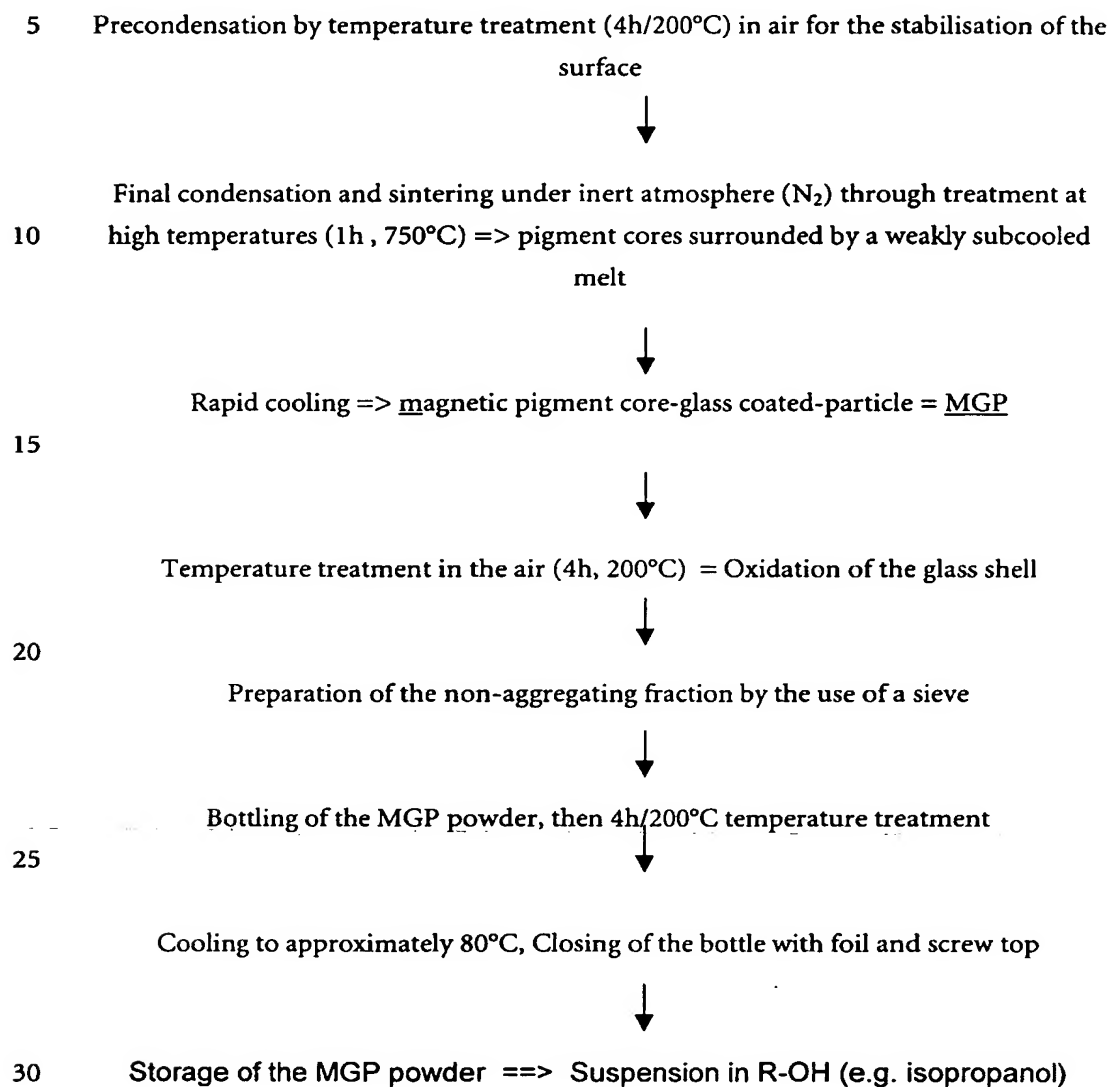 5 Precondensation by temperature treatment (4h/200°C) in air for the stabilisation of the
surface
Final condensation and sintering under inert atmosphere (N₂) through treatment at
10 high temperatures (1h , 750°C) => pigment cores surrounded by a weakly subcooled
melt
Rapid cooling => magnetic pigment core-glass coated-particle = MGP
15
Temperature treatment in the air (4h, 200°C) = Oxidation of the glass shell
20
Preparation of the non-aggregating fraction by the use of a sieve
Bottling of the MGP powder, then 4h/200°C temperature treatment
25
Cooling to approximately 80°C, Closing of the bottle with foil and screw top
30 Storage of the MGP powder ==> Suspension in R-OH (e.g. isopropanol)